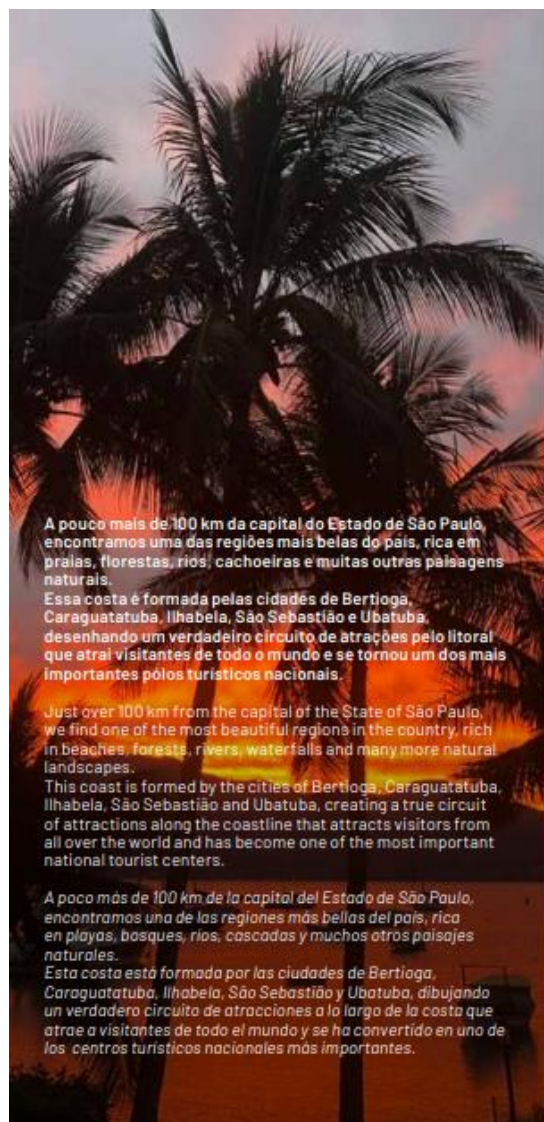 A pouco mais de 100 km da capital do Estado de São Paulo,
encontramos uma das regiões mais belas do país, rica em
praias, florestas, rios, cachoeiras e muitas outras paisagens
naturais.
Essa costa é formada pelas cidades de Bertioga,
Caraguatatuba, Ilhabela, São Sebastião e Ubatuba,
desenhando um verdadeiro circuito de atrações pelo litoral
que atrai visitantes de todo o mundo e se tornou um dos mais
importantes pólos turísticos nacionais.
Just over 100 km from the capital of the State of São Paulo,
we find one of the most beautiful regions in the country, rich
in beaches, forests, rivers, waterfalls and many more natural
landscapes.
This coast is formed by the cities of Bertioga, Caraguatatuba,
Ilhabela, São Sebastião and Ubatuba, creating a true circuit
of attractions along the coastline that attracts visitors from
all over the world and has become one of the most important
national tourist centers.
A poco más de 100 km de la capital del Estado de São Paulo,
encontramos una de las regiones más bellas del país, rica
en playas, bosques, ríos, cascadas y muchos otros paisajes
naturales.
Esta costa está formada por las ciudades de Bertioga,
Caraguatatuba, Ilhabela, São Sebastião y Ubatuba, dibujando
un verdadero circuito de atracciones a lo largo de la costa que
atrae a visitantes de todo el mundo y se ha convertido en uno de
los centros turísticos nacionales más importantes.